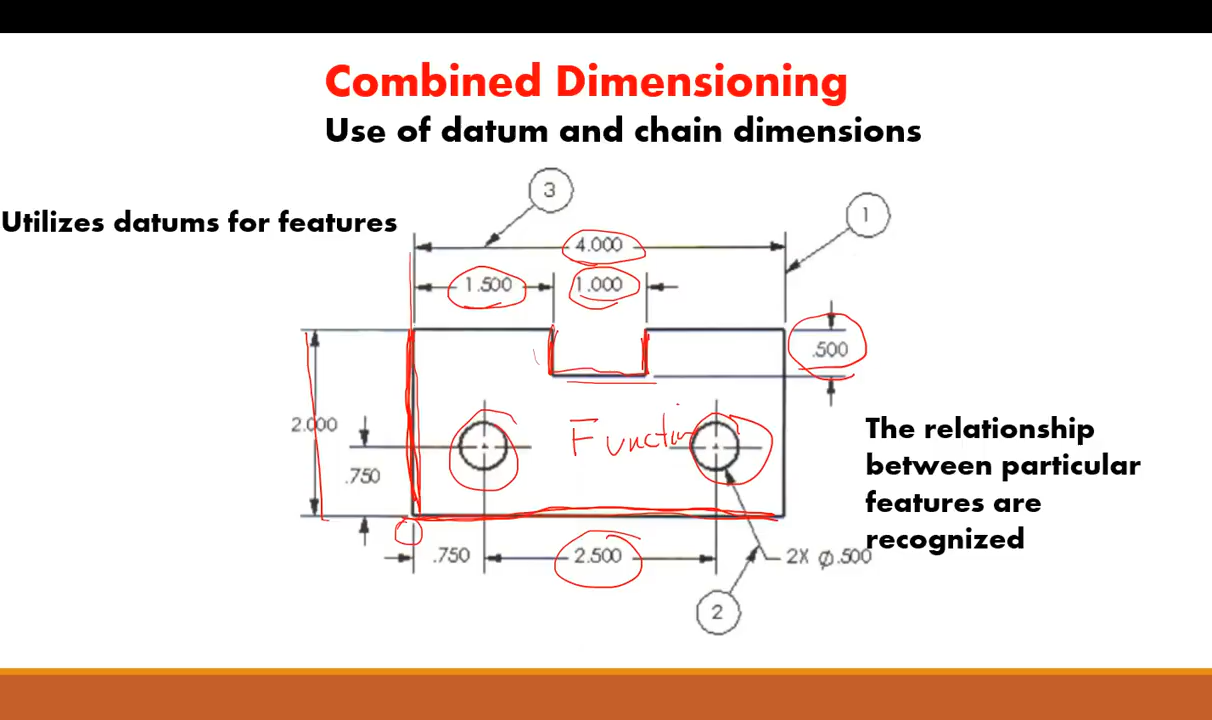 Combined Dimensioning
Use of datum and chain dimensions
3
Utilizes datums for features
1
4.000
1.500
1.000
.500
2.000
.750
Functi
The relationship
between particular
features are
recognized
.750
2.500
2X Ø.500
2